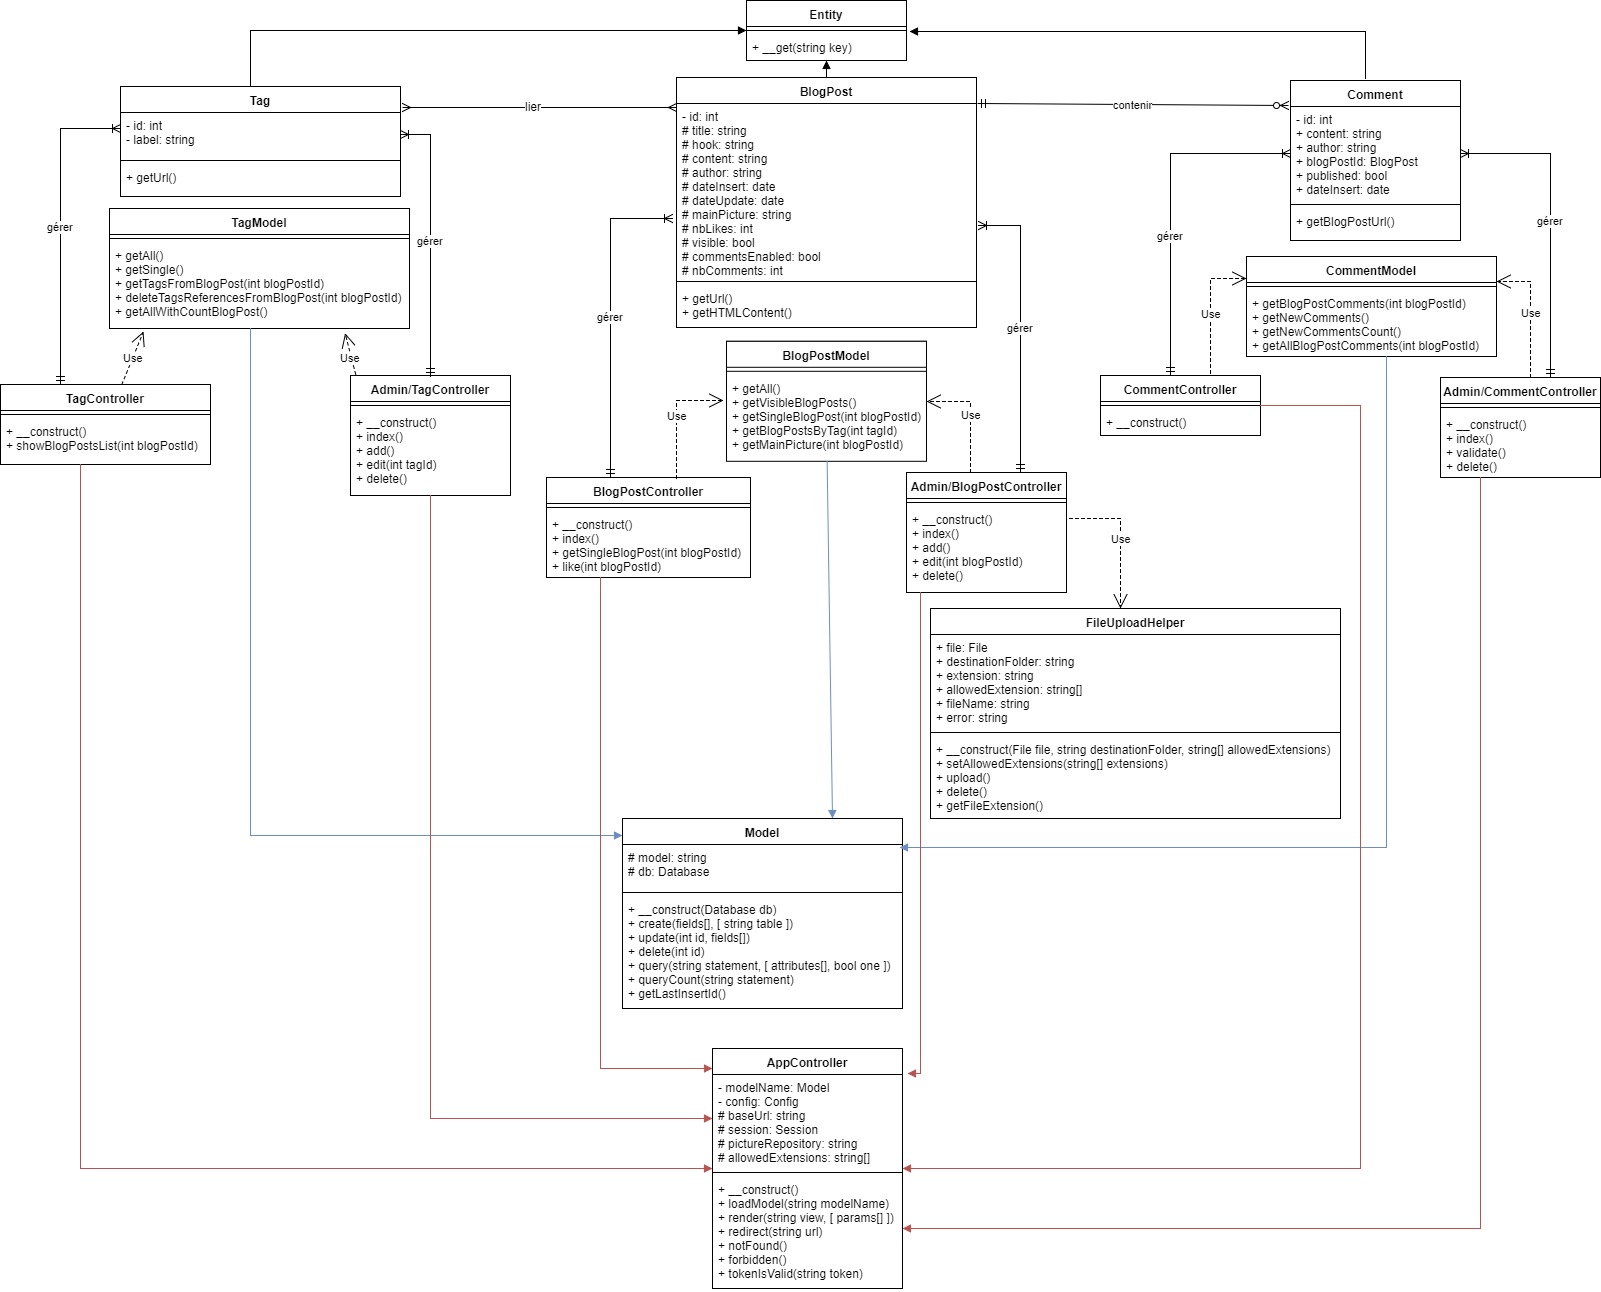 Entity
+ __get(string key)
Tag
- id: int
- label: string
+ getUrl()
lier
BlogPost
- id: int
# title: string
# hook: string
# content: string
# author: string
# dateInsert: date
# dateUpdate: date
# mainPicture: string
# nbLikes: int
# visible: bool
# commentsEnabled: bool
# nbComments: int
+ getUrl()
+ getHTMLContent()
contenir
Comment
- id: int
+ content: string
+ author: string
+ blogPostId: BlogPost
+ published: bool
+ dateInsert: date
+ getBlogPostUrl()
gérer
gérer
gérer
gérer
gérer
gérer
TagModel
+ getAll()
+ getSingle()
+ getTagsFromBlogPost(int blogPostId)
+ deleteTagsReferencesFromBlogPost(int blogPostId)
+ getAllWithCountBlogPost()
Use
Use
CommentModel
+ getBlogPostComments(int blogPostId)
+ getNewComments()
+ getNewCommentsCount()
+ getAllBlogPostComments(int blogPostId)
Use
Use
BlogPostModel
+ getAll()
+ getVisibleBlogPosts()
+ getSingleBlogPost(int blogPostId)
+ getBlogPostsByTag(int tagId)
+ getMainPicture(int blogPostId)
Use
Use
TagController
+ __construct()
+ showBlogPostsList(int blogPostId)
Admin/TagController
+ __construct()
+ index()
+ add()
+ edit(int tagId)
+ delete()
CommentController
+ __construct()
Admin/CommentController
+ __construct()
+ index()
+ validate()
+ delete()
BlogPostController
+ __construct()
+ index()
+ getSingleBlogPost(int blogPostId)
+ like(int blogPostId)
Admin/BlogPostController
+ __construct()
+ index()
+ add()
+ edit(int blogPostId)
+ delete()
Use
FileUploadHelper
+ file: File
+ destinationFolder: string
+ extension: string
+ allowedExtension: string[]
+ fileName: string
+ error: string
+ __construct(File file, string destinationFolder, string[] allowedExtensions)
+ setAllowedExtensions(string[] extensions)
+ upload()
+ delete()
+ getFileExtension()
Model
# model: string
# db: Database
+ __construct(Database db)
+ create(fields[], [ string table ])
+ update(int id, fields[])
+ delete(int id)
+ query(string statement, [ attributes[], bool one ])
+ queryCount(string statement)
+ getLastInsertId()
AppController
- modelName: Model
- config: Config
# baseUrl: string
# session: Session
# pictureRepository: string
# allowedExtensions: string[]
+ __construct()
+ loadModel(string modelName)
+ render(string view, [ params[] ])
+ redirect(string url)
+ notFound()
+ forbidden()
+ tokenIsValid(string token)